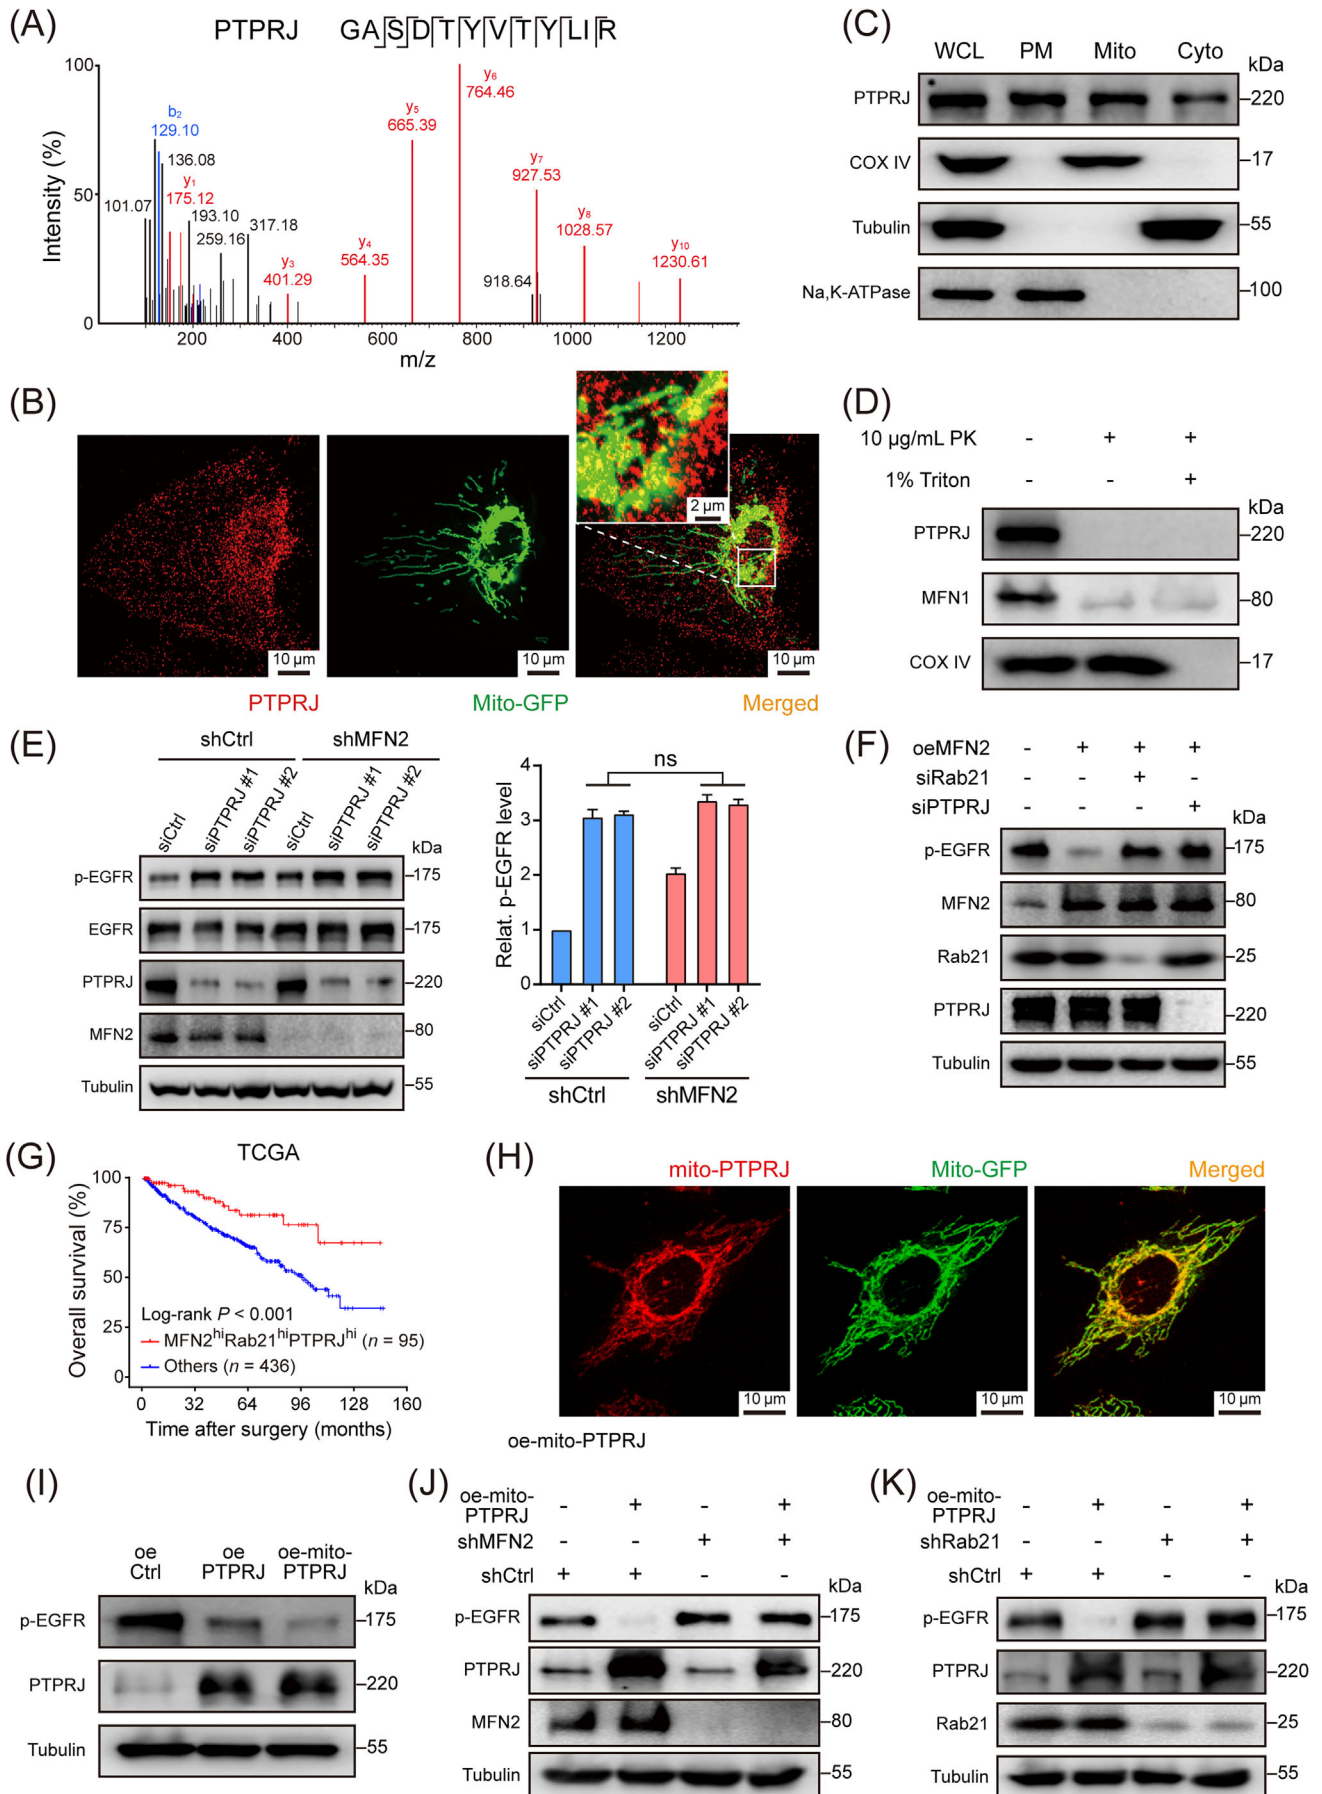 (A)
PTPRJ GASDTYVTYLIR
Intensity (%)
100
50
0
200 400 600 800 1000 1200
m/z
101.07
b2
129.10
136.08
y1
175.12
193.10
259.16
317.18
y3
401.29
y4
564.35
y5
665.39
y6
764.46
y7
927.53
918.64
y8
1028.57
y10
1230.61
(B)
2 µm
10 µm
10 µm
10 µm
PTPRJ Mito-GFP Merged
(C)
WCL PM Mito Cyto
kDa
PTPRJ 220
COX IV 17
Tubulin 55
Na,K-ATPase 100
(D)
10 µg/mL PK - + +
1% Triton - - +
kDa
PTPRJ 220
MFN1 80
COX IV 17
(E)
shCtrl shMFN2
siCtrl siPTPRJ #1 siPTPRJ #2 siCtrl siPTPRJ #1 siPTPRJ #2
kDa
p-EGFR 175
EGFR 175
PTPRJ 220
MFN2 80
Tubulin 55
Relat. p-EGFR level
4
3
2
1
0
ns
siCtrl siPTPRJ #1 siPTPRJ #2 siCtrl siPTPRJ #1 siPTPRJ #2
shCtrl shMFN2
(F)
oeMFN2 - + + +
siRab21 - - + -
siPTPRJ - - - +
kDa
p-EGFR 175
MFN2 80
Rab21 25
PTPRJ 220
Tubulin 55
(G)
TCGA
Overall survival (%)
100
75
50
25
0
Log-rank P < 0.001
MFN2hiRab21hiPTPRJhi (n = 95)
Others (n = 436)
0 32 64 96 128 160
Time after surgery (months)
(H)
mito-PTPRJ Mito-GFP Merged
10 µm
10 µm
10 µm
oe-mito-PTPRJ
(I)
oe Ctrl
oe PTPRJ
oe-mito-PTPRJ
kDa
p-EGFR 175
PTPRJ 220
Tubulin 55
(J)
oe-mito-
PTPRJ - + - +
shMFN2 - - + +
shCtrl + + - -
kDa
p-EGFR 175
PTPRJ 220
MFN2 80
Tubulin 55
(K)
oe-mito-
PTPRJ - + - +
shRab21 - - + +
shCtrl + + - -
kDa
p-EGFR 175
PTPRJ 220
Rab21 25
Tubulin 55